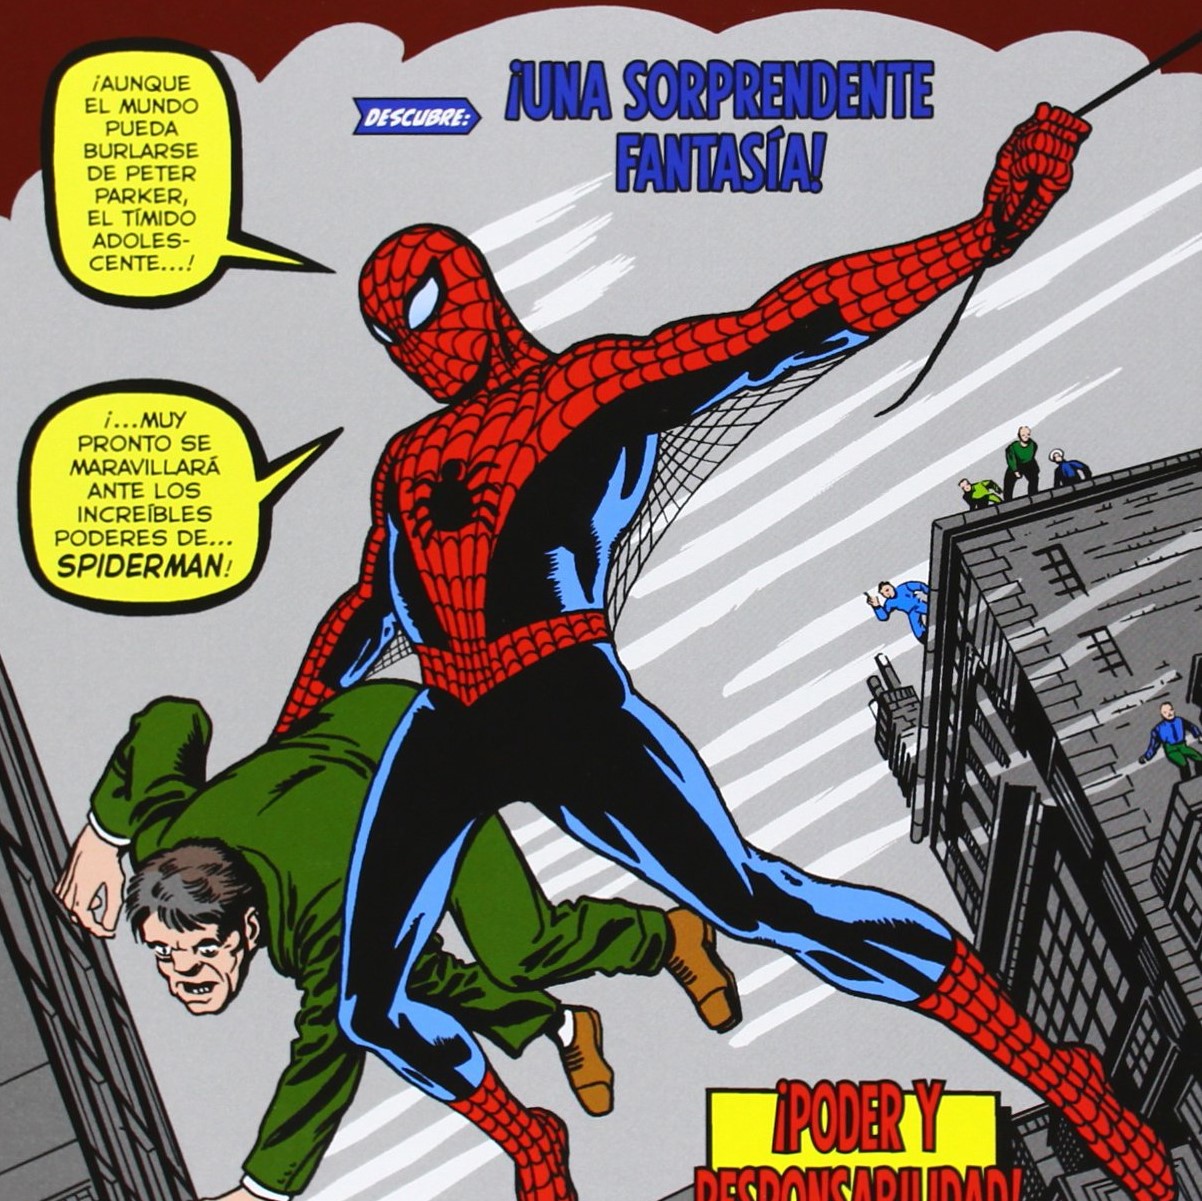 ¡AUNQUE
EL MUNDO
PUEDA
BURLARSE
DE PETER
PARKER,
EL TÍMIDO
ADOLES-
CENTE...!
DESCUBRE:
¡UNA SORPRENDENTE
FANTASÍA!
¡...MUY
PRONTO SE
MARAVILLARÁ
ANTE LOS
INCREÍBLES
PODERES DE...
SPIDERMAN!
¡PODER Y
RESPONSABILIDAD!